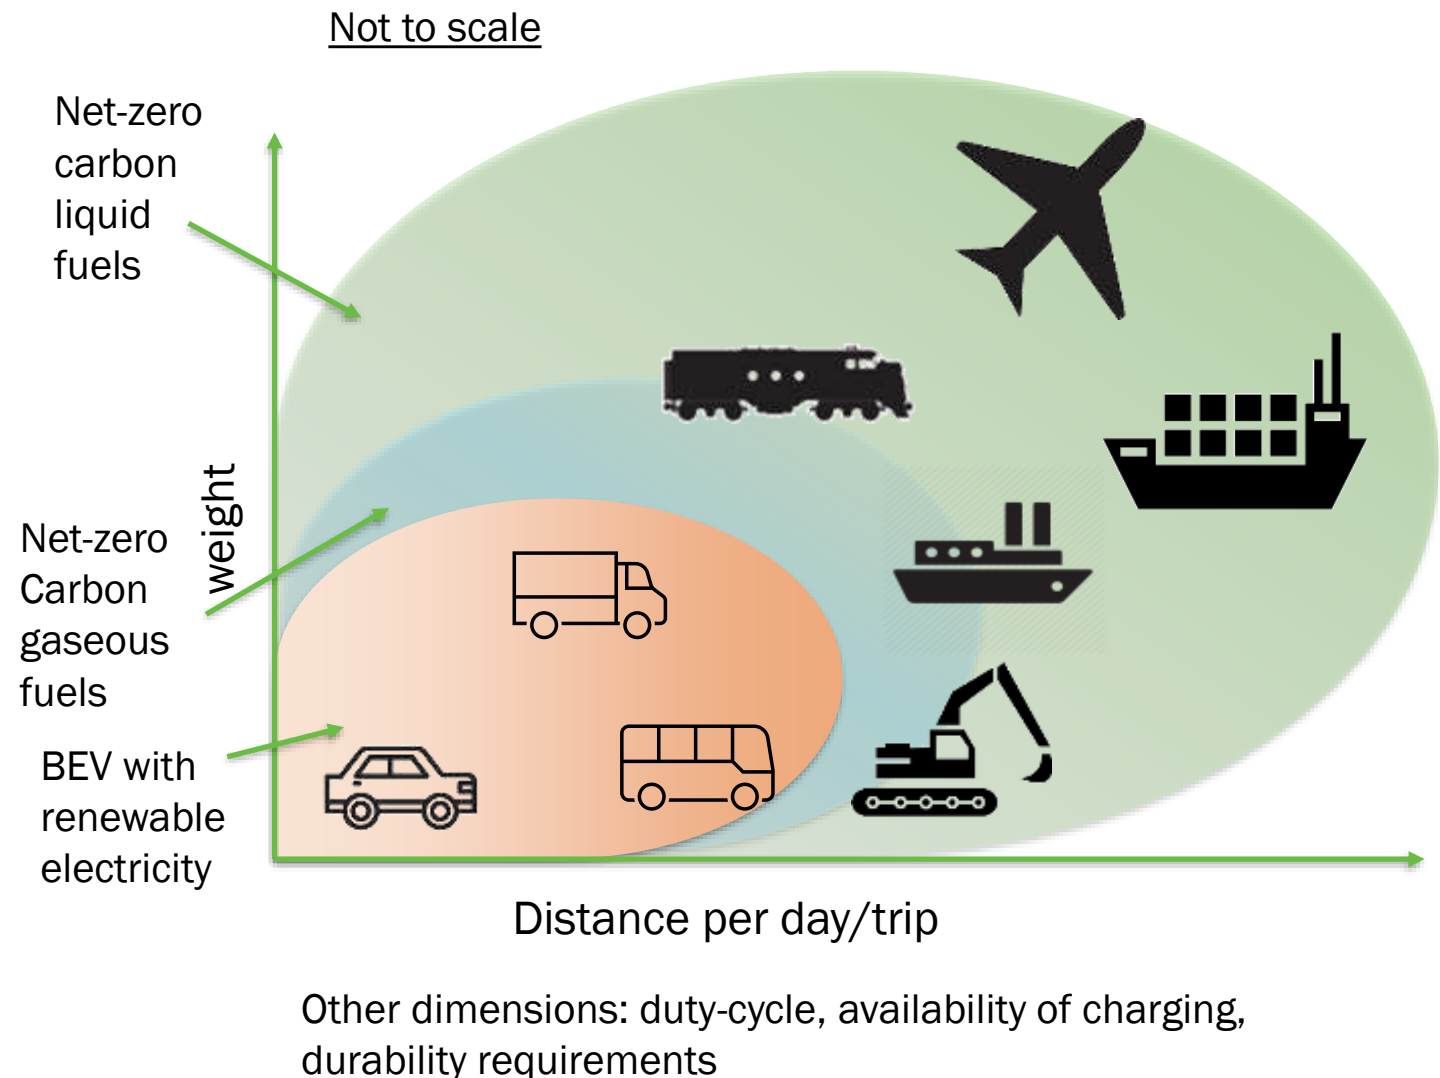 Not to scale
Net-zero
carbon
liquid
fuels
weight
Net-zero
Carbon
gaseous
fuels
BEV with
renewable
electricity
Distance per day/trip
Other dimensions: duty-cycle, availability of charging,
durability requirements